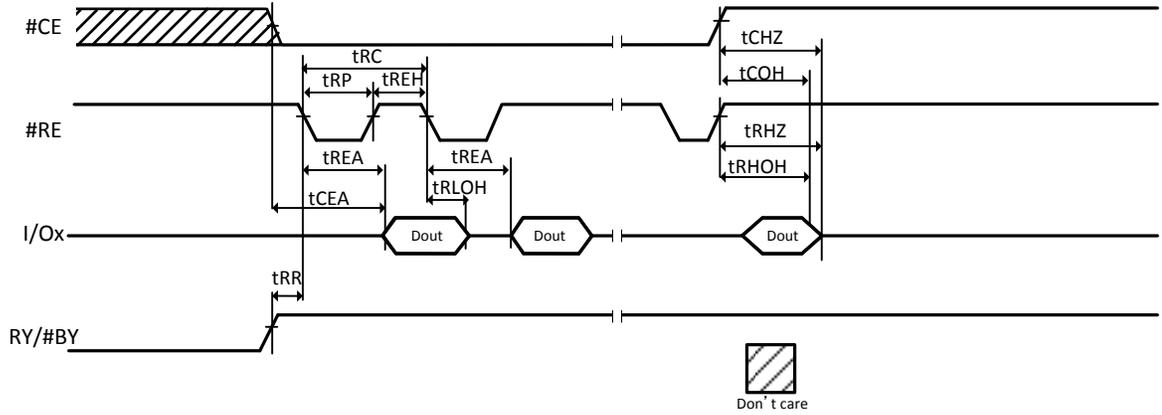 #CE
tCHZ
tRC
tCOH
tRP
tREH
#RE
tRHZ
tREA
tREA
tRHOH
tRLOH
tCEA
I/Ox
Dout
Dout
Dout
tRR
RY/#BY
Don't care